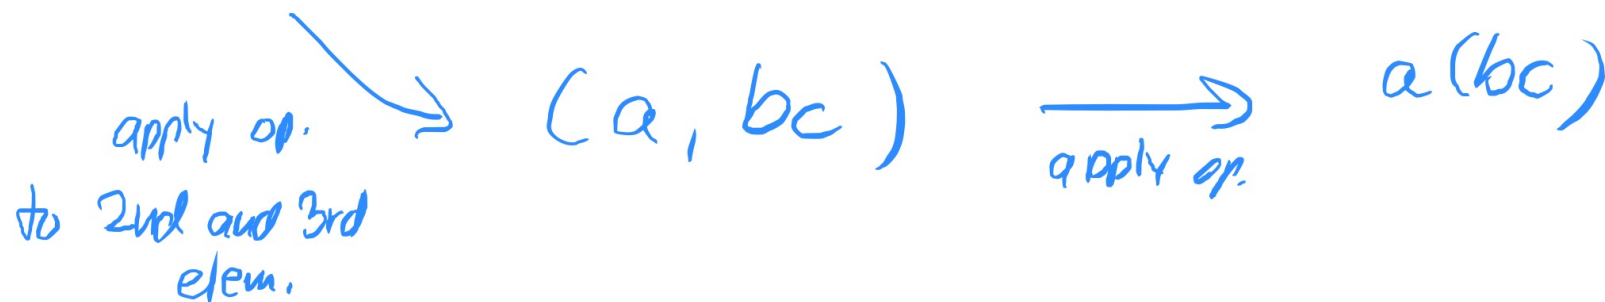 (a, bc)
a(bc)
apply op.
to 2nd and 3rd
elem.
apply op.